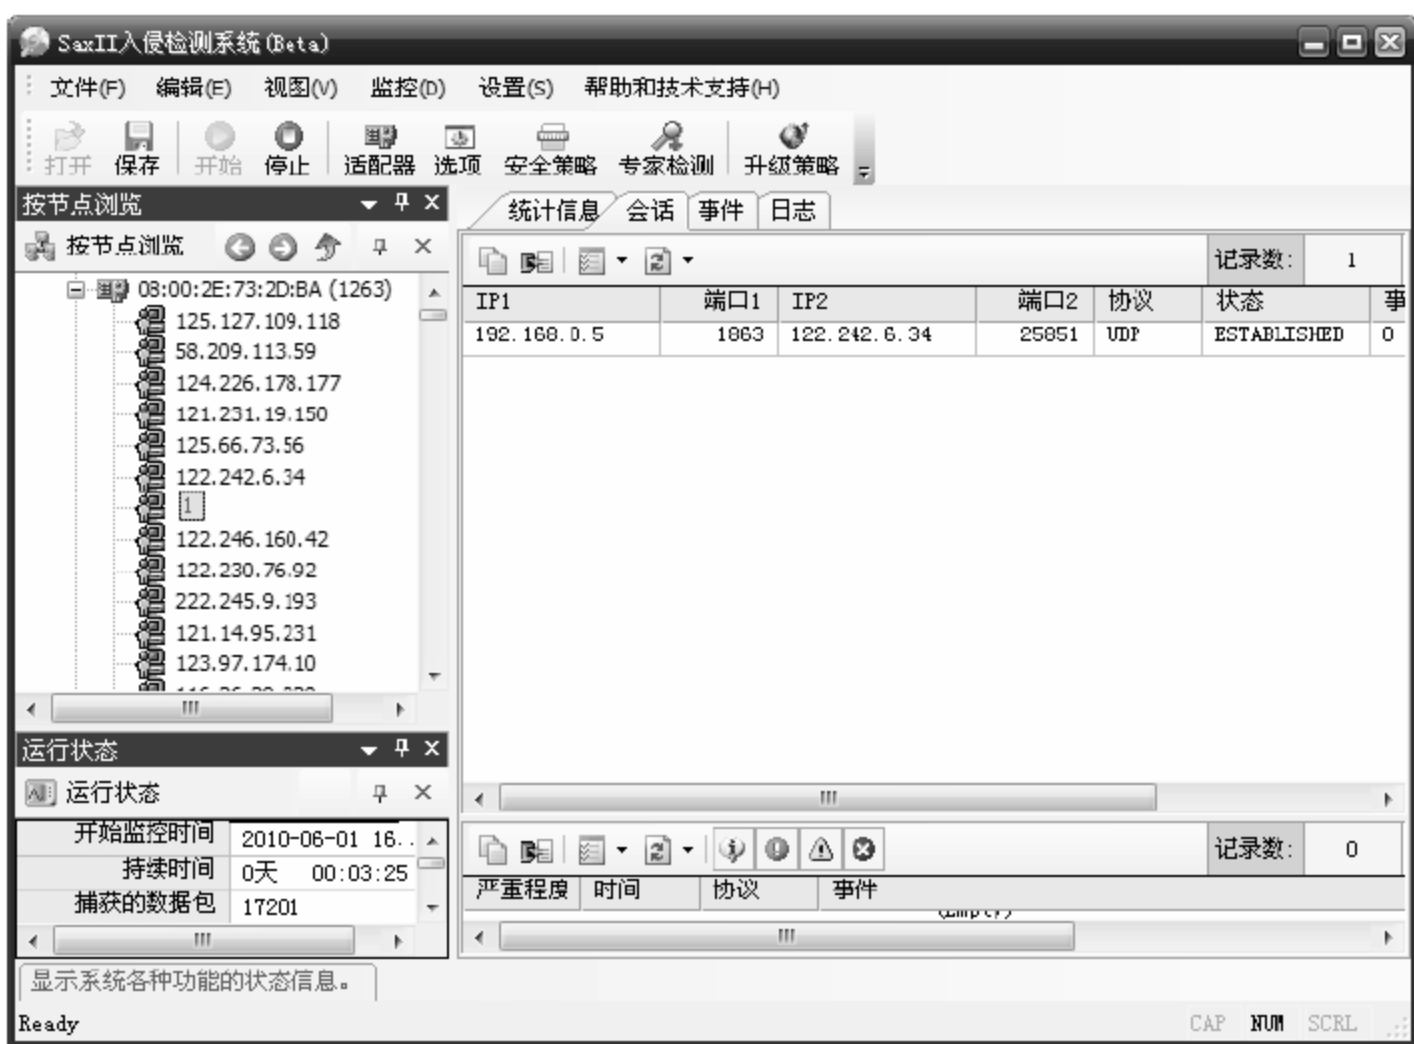 SaxII入侵检测系统(Beta)
文件(F) 编辑(E) 视图(V) 监控(D) 设置(S) 帮助和技术支持(H)
打开 保存 开始 停止 适配器 选项 安全策略 专家检测 升级策略
按节点浏览
按节点浏览
08:00:2E:73:2D:BA (1263)
125.127.109.118
58.209.113.59
124.226.178.177
121.231.19.150
125.66.73.56
122.242.6.34
1
122.246.160.42
122.230.76.92
222.245.9.193
121.14.95.231
123.97.174.10
统计信息 会话 事件 日志
记录数: 1
IP1 端口1 IP2 端口2 协议 状态 事
192.168.0.5 1863 122.242.6.34 25851 UDP ESTABLISHED 0
运行状态
运行状态
开始监控时间 2010-06-01 16..
持续时间 0天 00:03:25
捕获的数据包 17201
记录数: 0
严重程度 时间 协议 事件
显示系统各种功能的状态信息。
Ready
CAP NUM SCRL